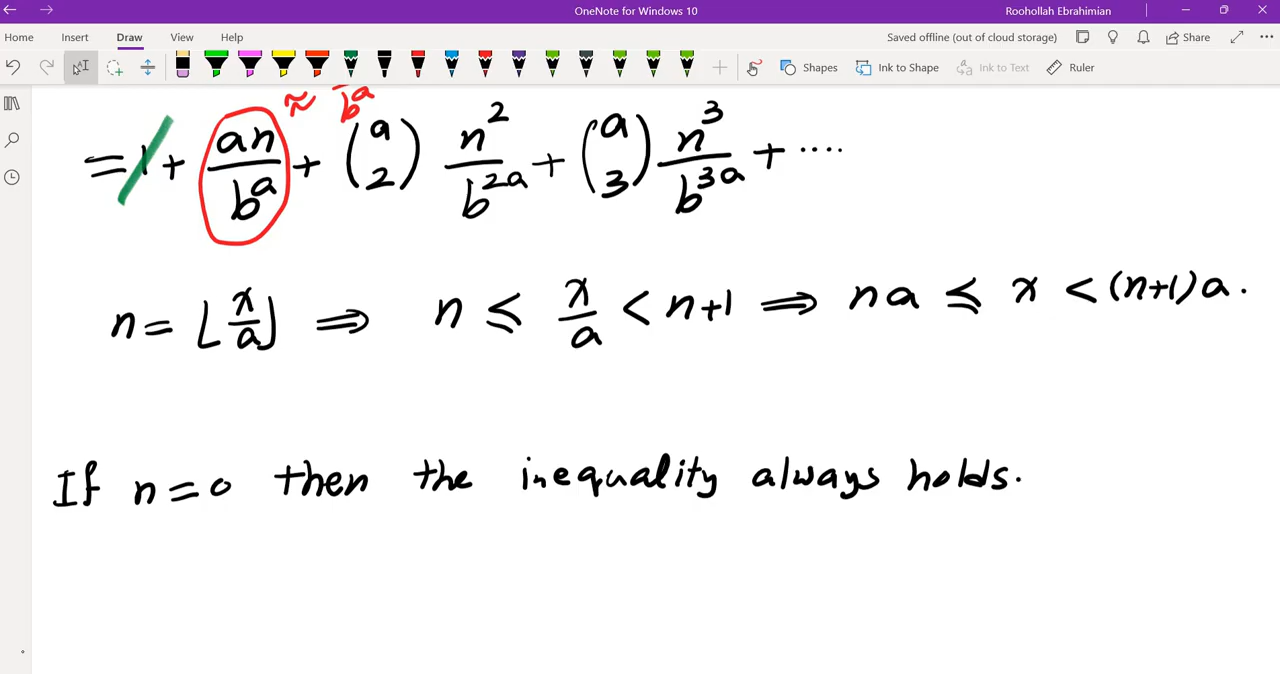 OneNote for Windows 10
Roohollah Ebrahimian
Home Insert Draw View Help
Saved offline (out of cloud storage) Share
Shapes Ink to Shape Ink to Text Ruler
≈ b^a
= 1 + an/b^a + (a 2) n^2/b^{2a} + (a 3) n^3/b^{3a} + ....
n = ⌊x/a⌋ ⟹ n ≤ x/a < n+1 ⟹ na ≤ x < (n+1)a.
If n=0 then the inequality always holds.